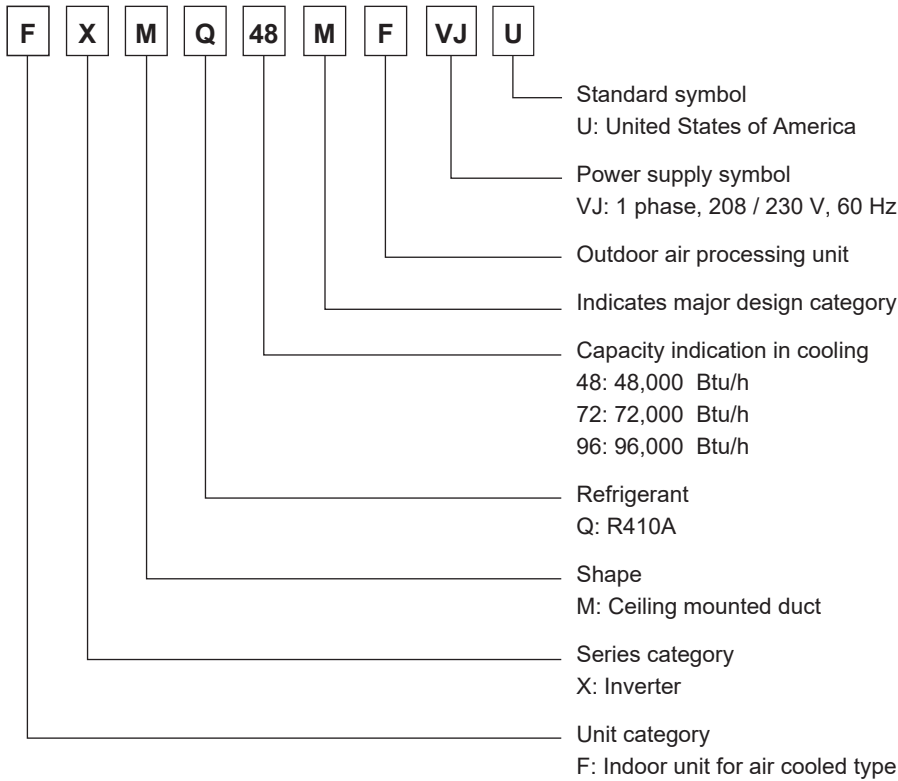 F X M Q 48 M F VJ U
Standard symbol
U: United States of America
Power supply symbol
VJ: 1 phase, 208 / 230 V, 60 Hz
Outdoor air processing unit
Indicates major design category
Capacity indication in cooling
48: 48,000 Btu/h
72: 72,000 Btu/h
96: 96,000 Btu/h
Refrigerant
Q: R410A
Shape
M: Ceiling mounted duct
Series category
X: Inverter
Unit category
F: Indoor unit for air cooled type